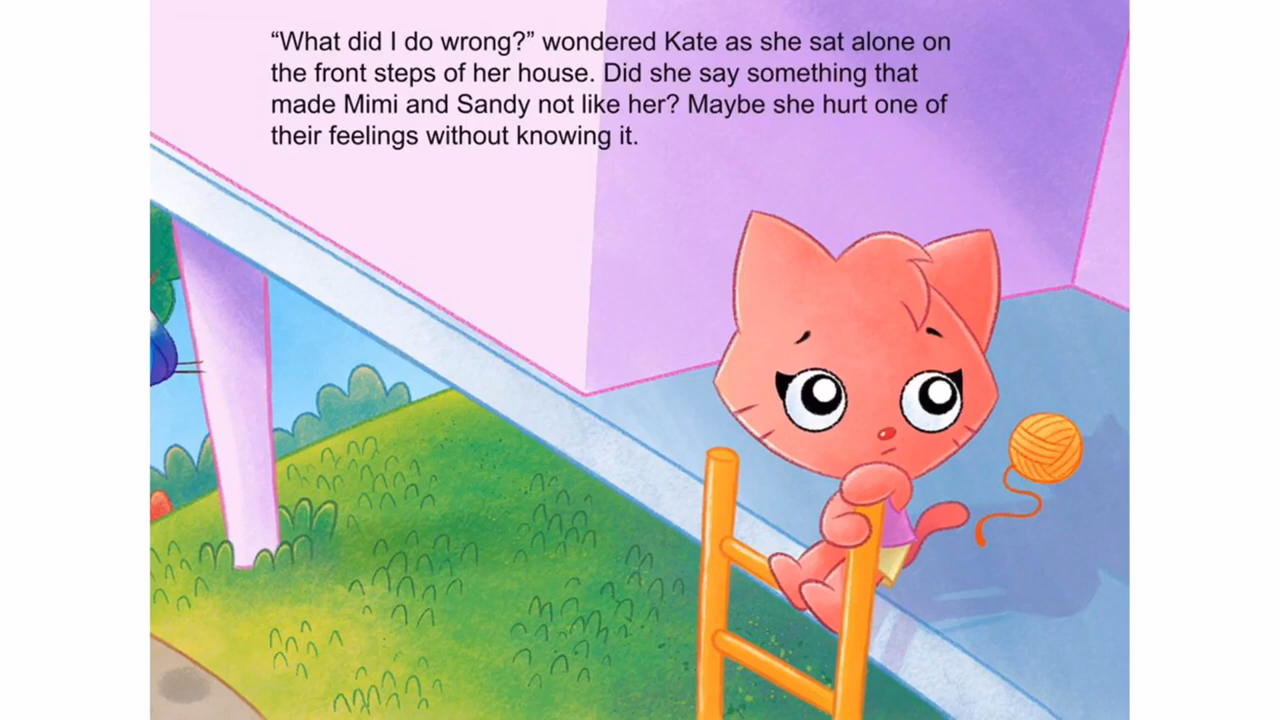 “What did I do wrong?” wondered Kate as she sat alone on
the front steps of her house. Did she say something that
made Mimi and Sandy not like her? Maybe she hurt one of
their feelings without knowing it.